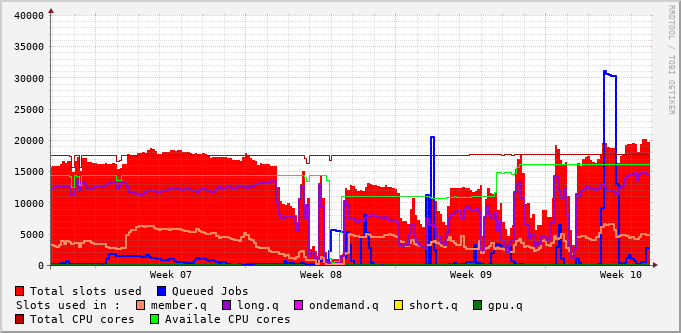 40000
35000
30000
25000
20000
15000
10000
5000
0
Week 07 Week 08 Week 09 Week 10
RRDTOOL / TOBI OETIKER
Total slots used Queued Jobs
Slots used in : member.q long.q ondemand.q short.q gpu.q
Total CPU cores Availale CPU cores